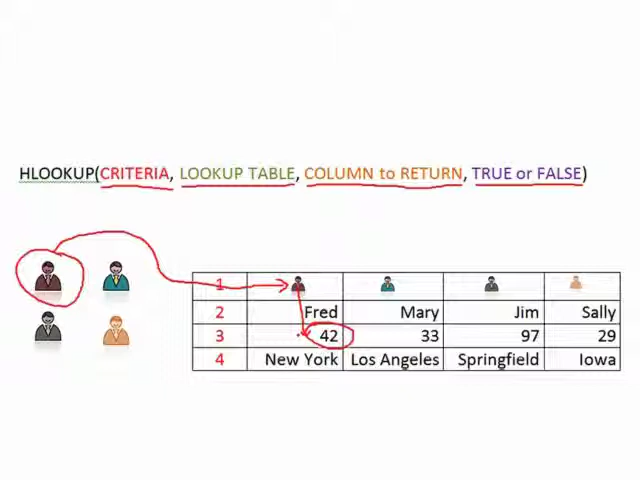 HLOOKUP(CRITERIA, LOOKUP TABLE, COLUMN to RETURN, TRUE or FALSE)
1
2 Fred Mary Jim Sally
3 42 33 97 29
4 New York Los Angeles Springfield Iowa